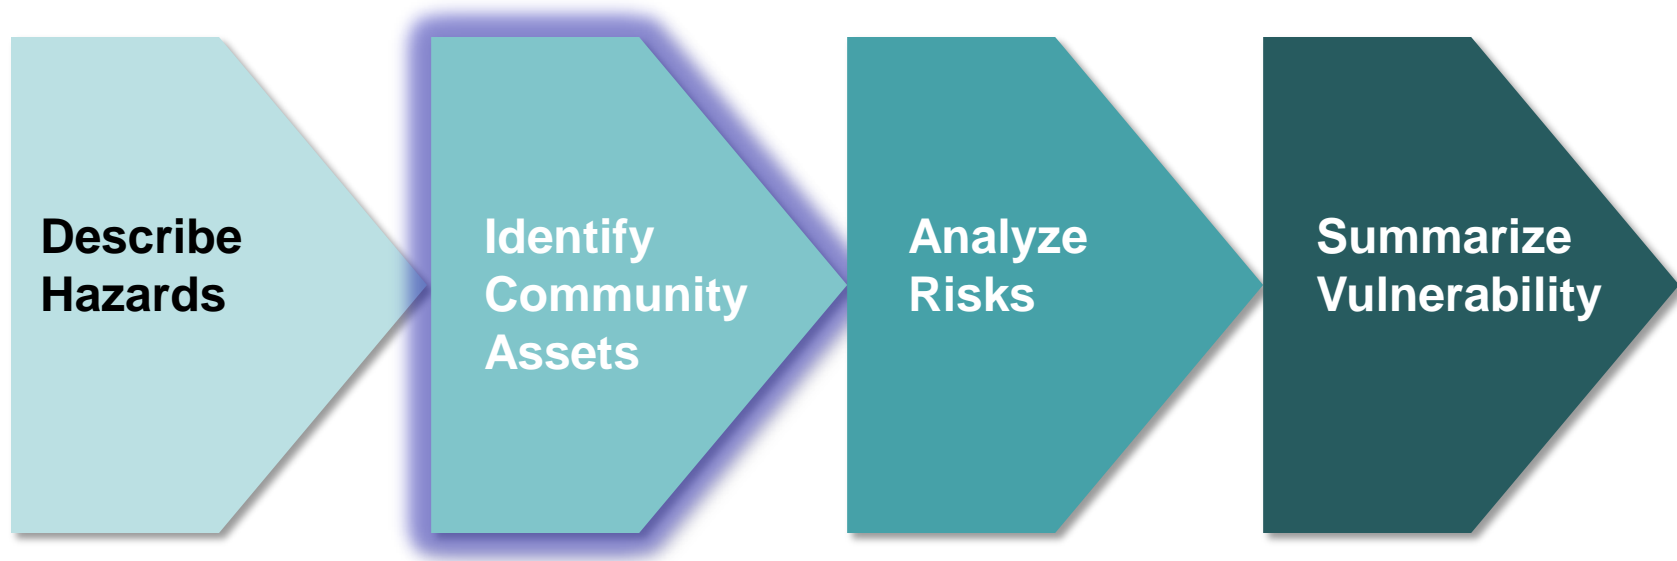 Describe
Hazards
Identify
Community
Assets
Analyze
Risks
Summarize
Vulnerability